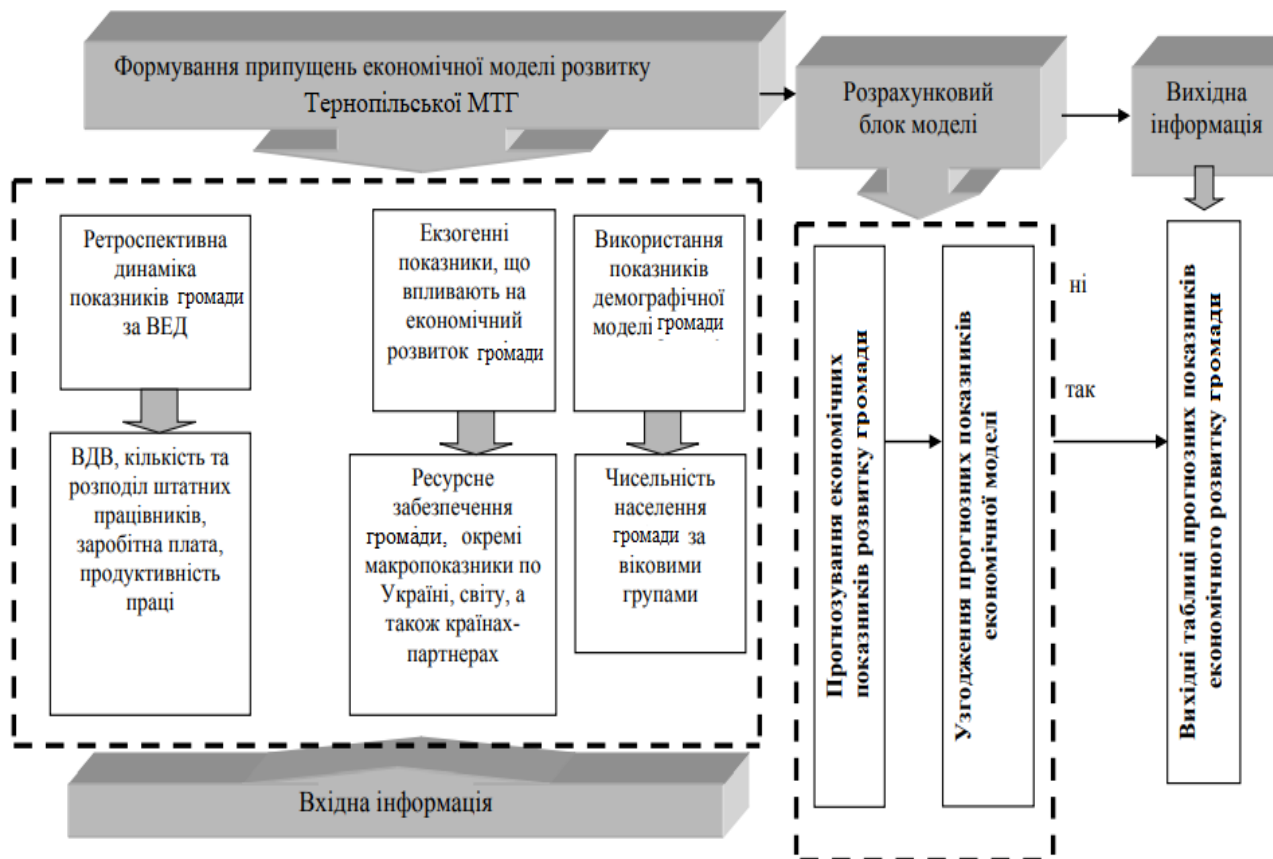 Формування припущень економічної моделі розвитку
Тернопільської МТГ
Розрахунковий
блок моделі
Вихідна
інформація
Ретроспективна
динаміка
показників громади
за ВЕД
Екзогенні
показники, що
впливають на
економічний
розвиток громади
Використання
показників
демографічної
моделі громади
ВДВ, кількість та
розподіл штатних
працівників,
заробітна плата,
продуктивність
праці
Ресурсне
забезпечення
громади, окремі
макропоказники по
Україні, світу, а
також країнах-
партнерах
Чисельність
населення
громади за
віковими
групами
Прогнозування економічних
показників розвитку громади
Узгодження прогнозних показників
економічної моделі
ні
так
Вихідні таблиці прогнозних показників
економічного розвитку громади
Вхідна інформація